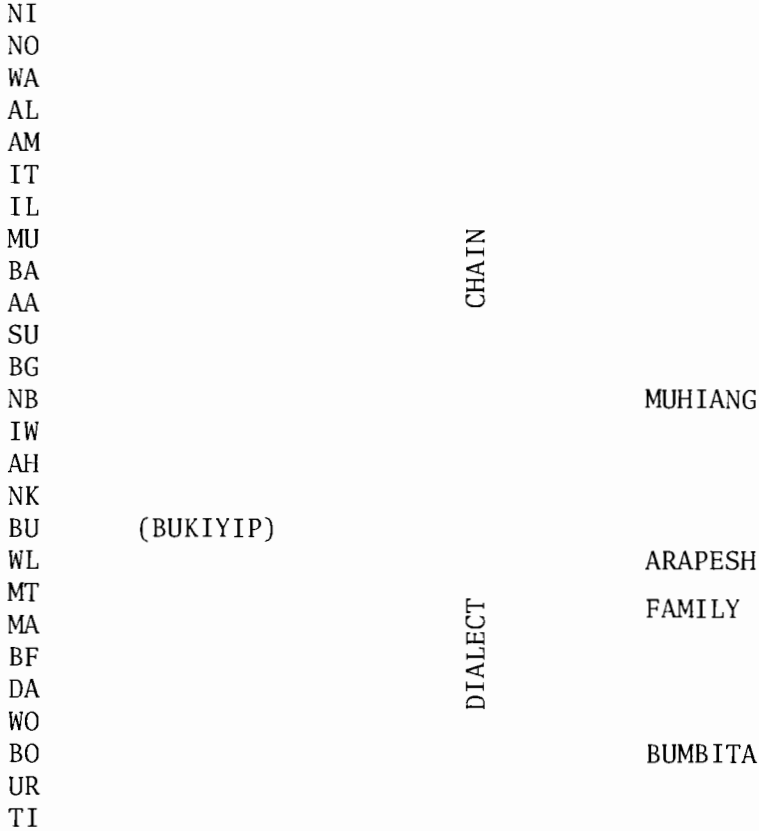 NI
NO
WA
AL
AM
IT
IL
MU
BA
AA
SU
BG
NB
IW
AH
NK
BU (BUKIYIP)
WL
MT
MA
BF
DA
WO
BO
UR
TI
CHAIN
DIALECT
MUHIANG
ARAPESH
FAMILY
BUMBITA